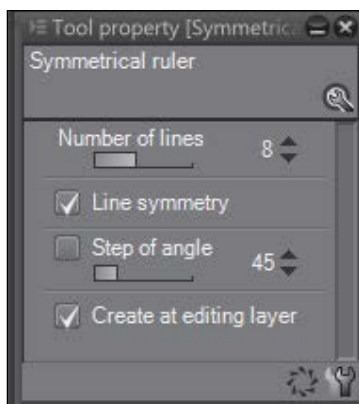 Tool property [Symmetrica
Symmetrical ruler
Number of lines 8
Line symmetry
Step of angle 45
Create at editing layer